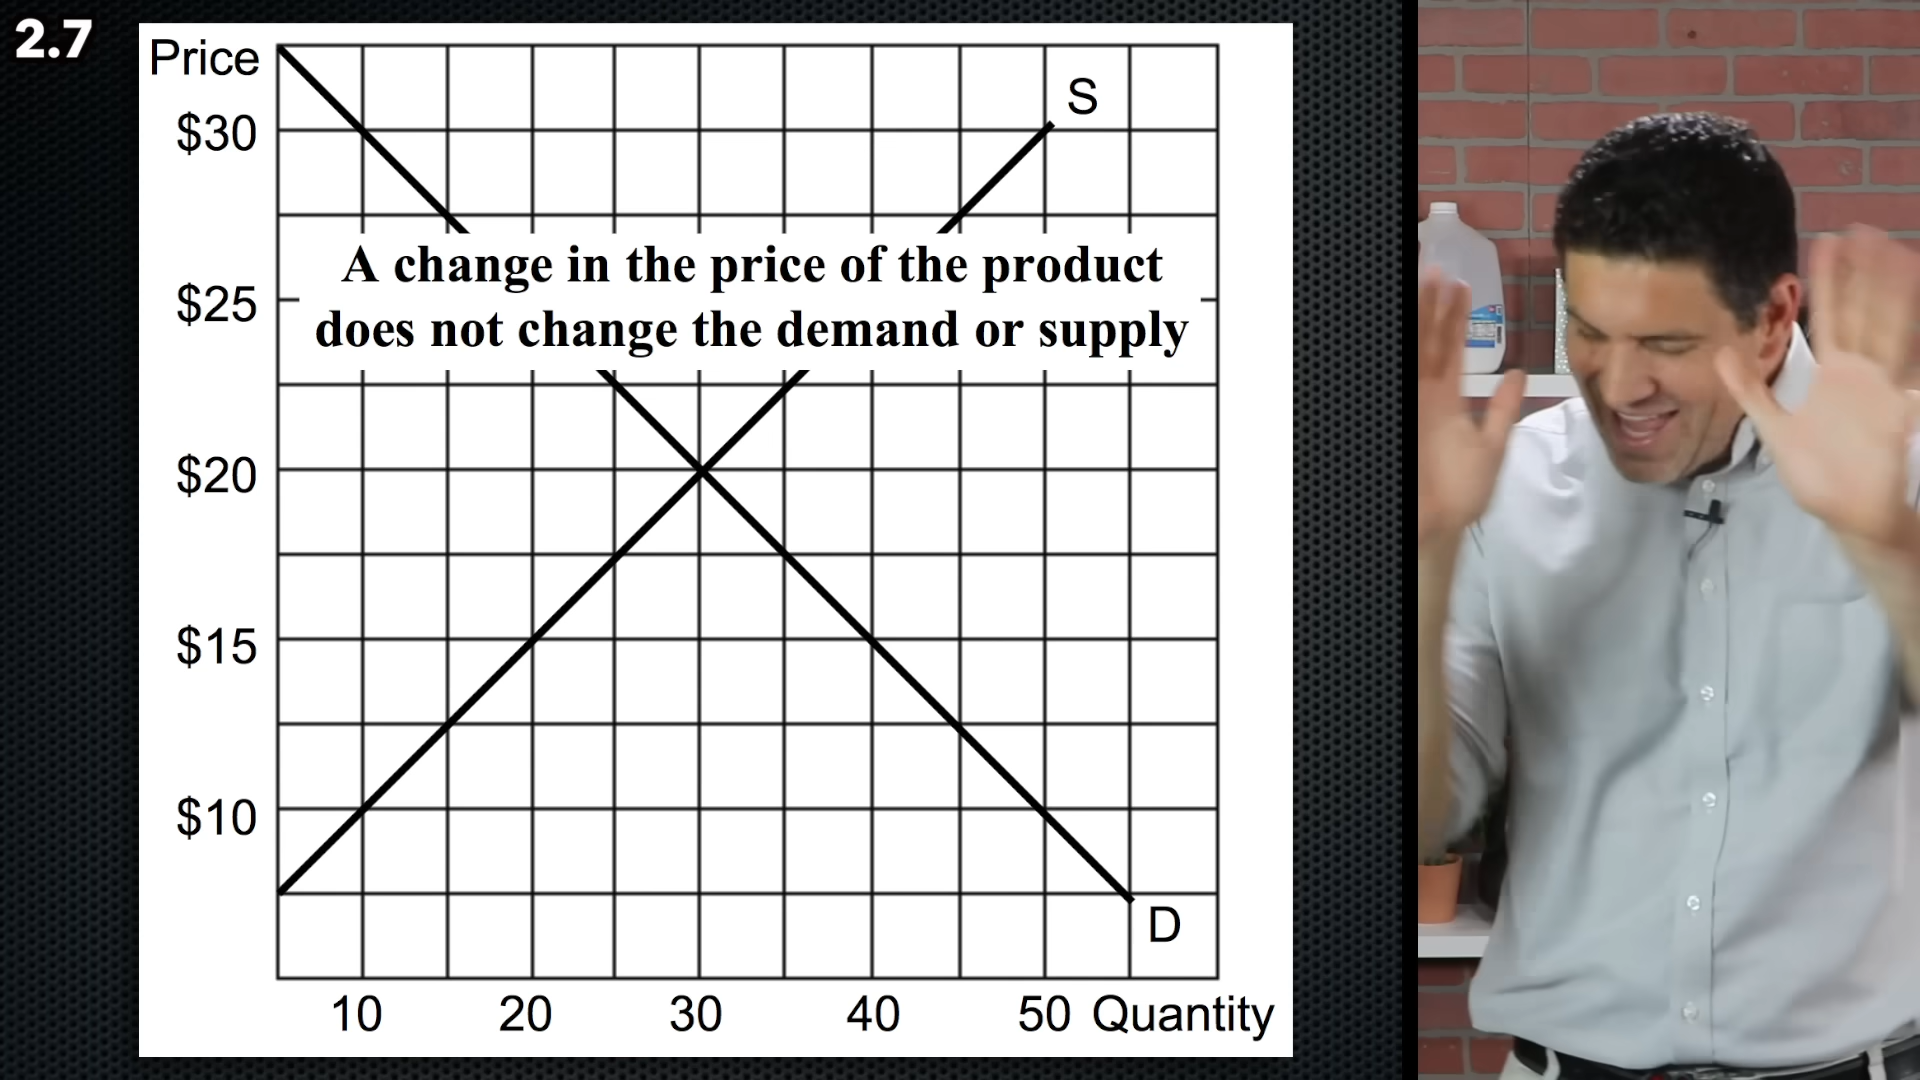 2.7
Price
$30
S
A change in the price of the product
does not change the demand or supply
$25
$20
$15
$10
D
10 20 30 40 50 Quantity